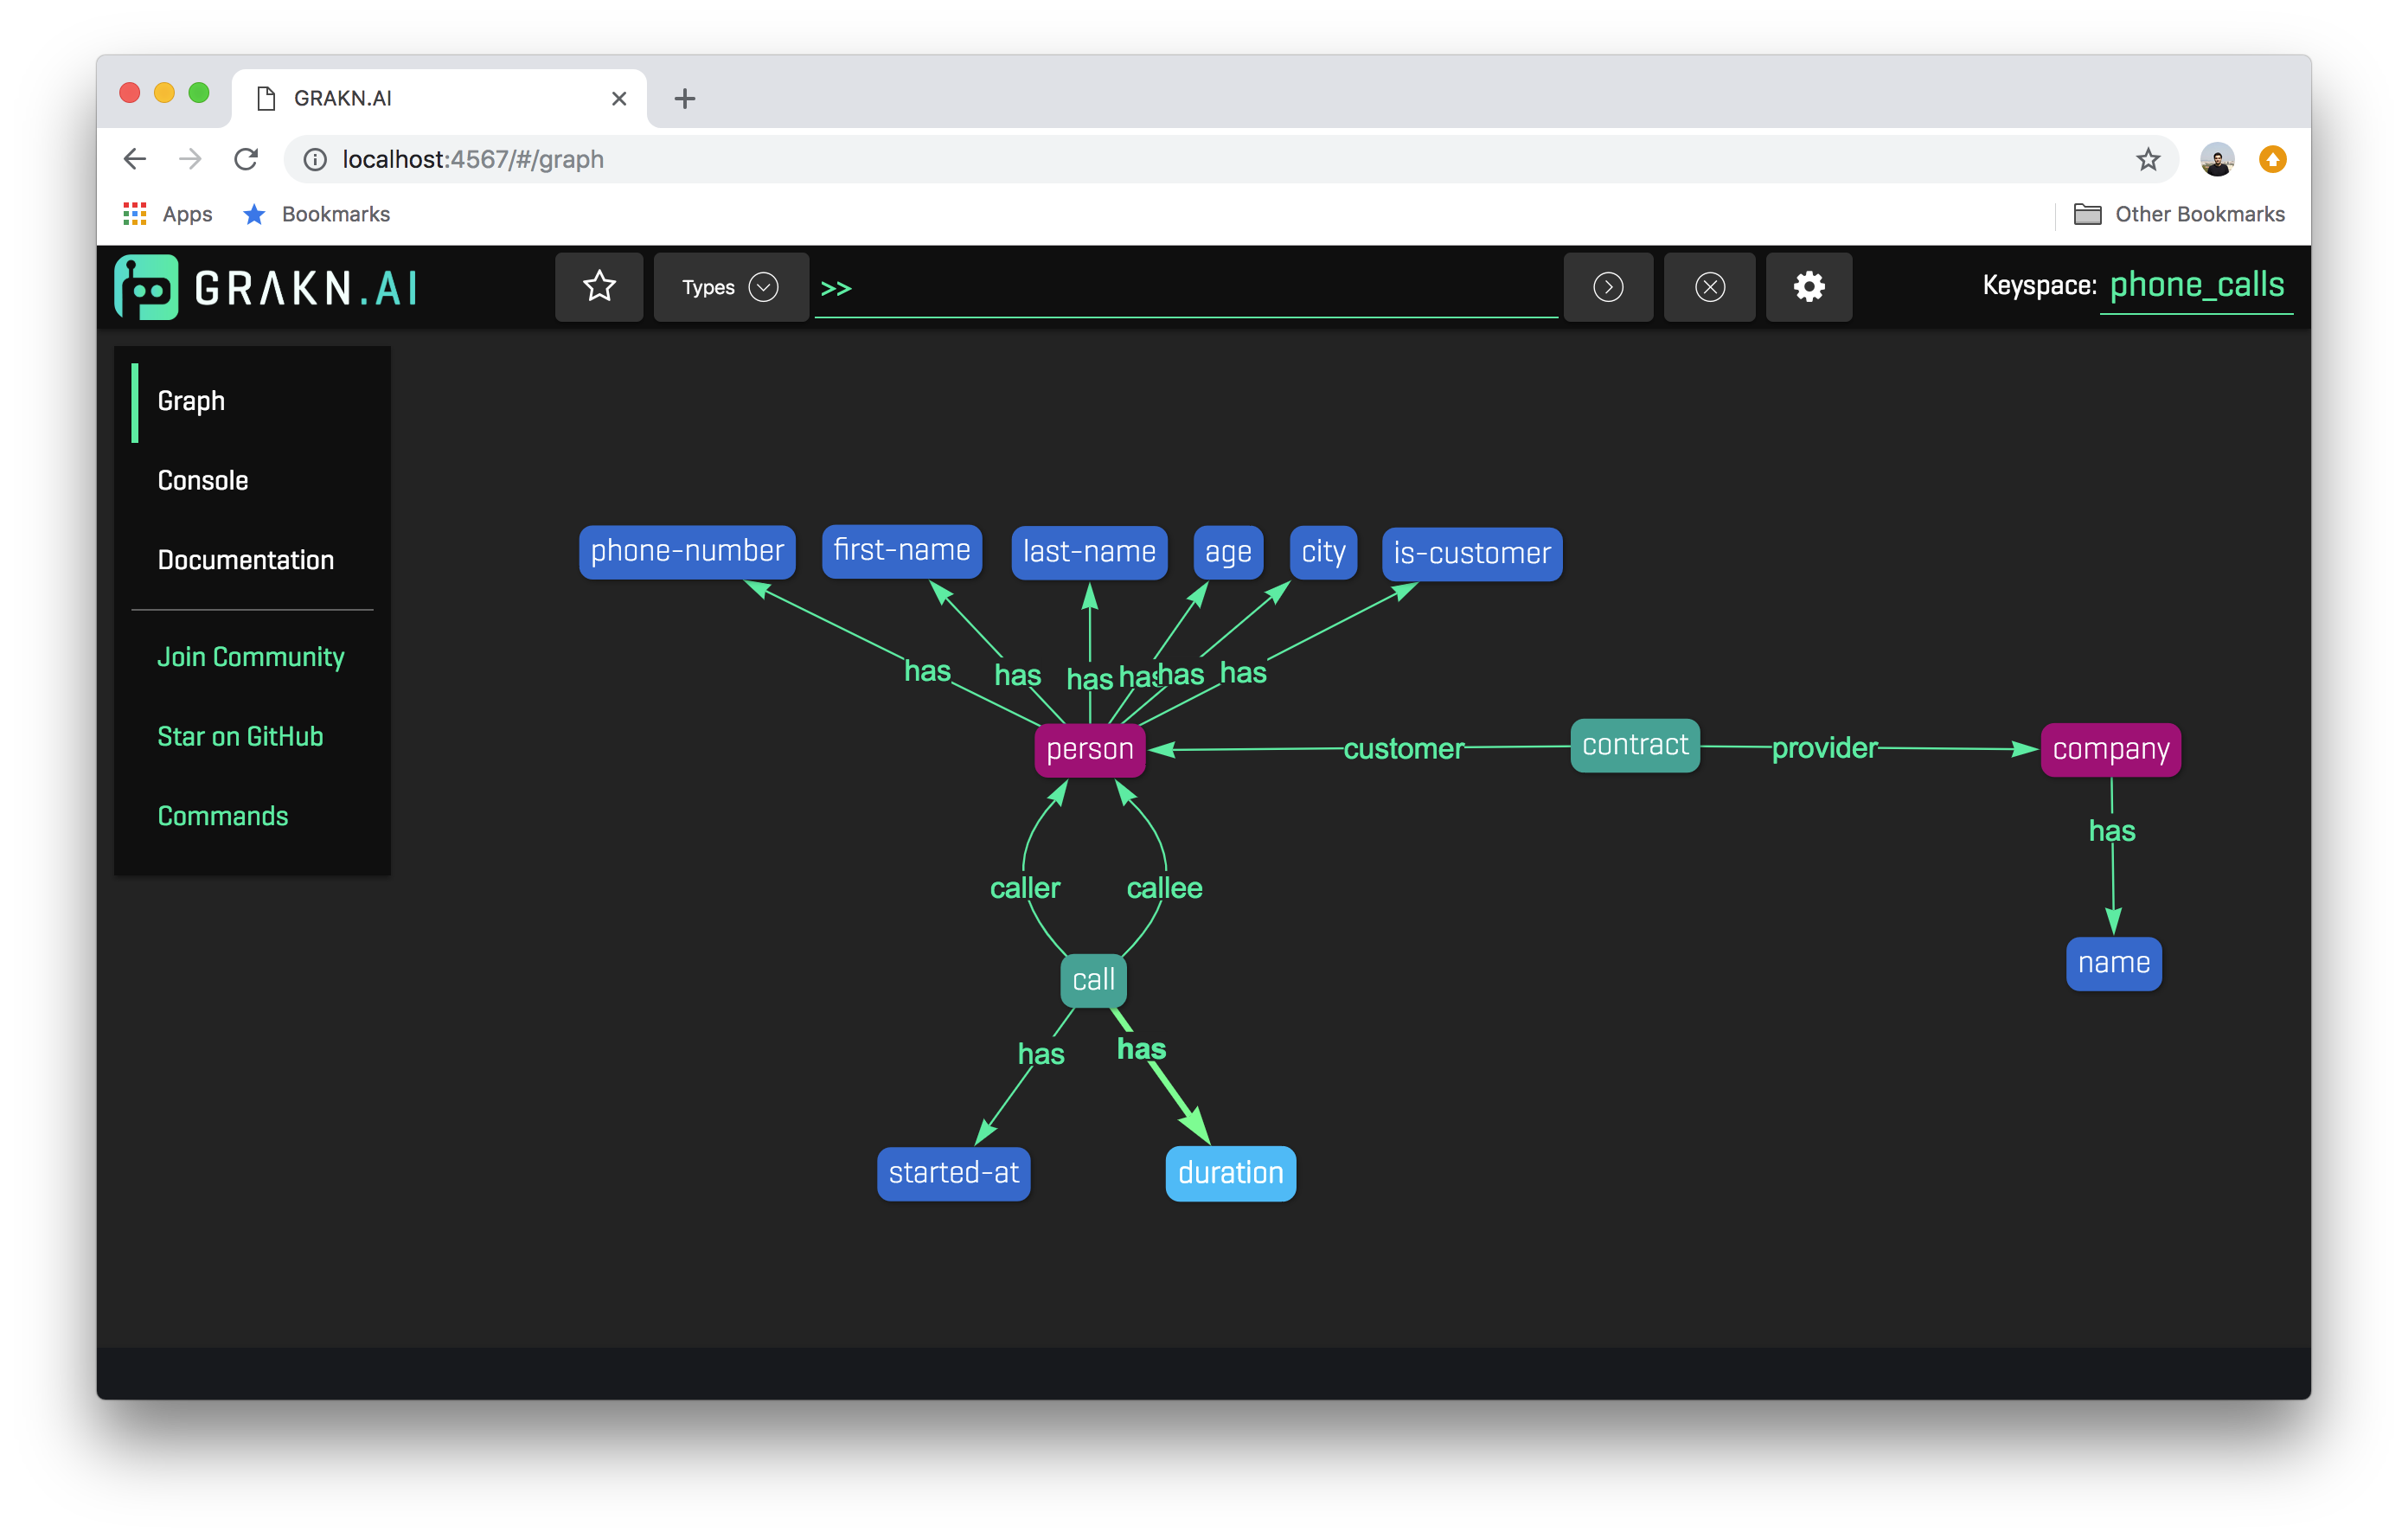 GRAKN.AI
localhost:4567/#/graph
Apps Bookmarks Other Bookmarks
GRAKN.AI Types >> Keyspace: phone_calls
Graph
Console
Documentation
Join Community
Star on GitHub
Commands
phone-number first-name last-name age city is-customer
has has has has has has
person customer contract provider company
has
caller callee
name
call
has has
started-at duration